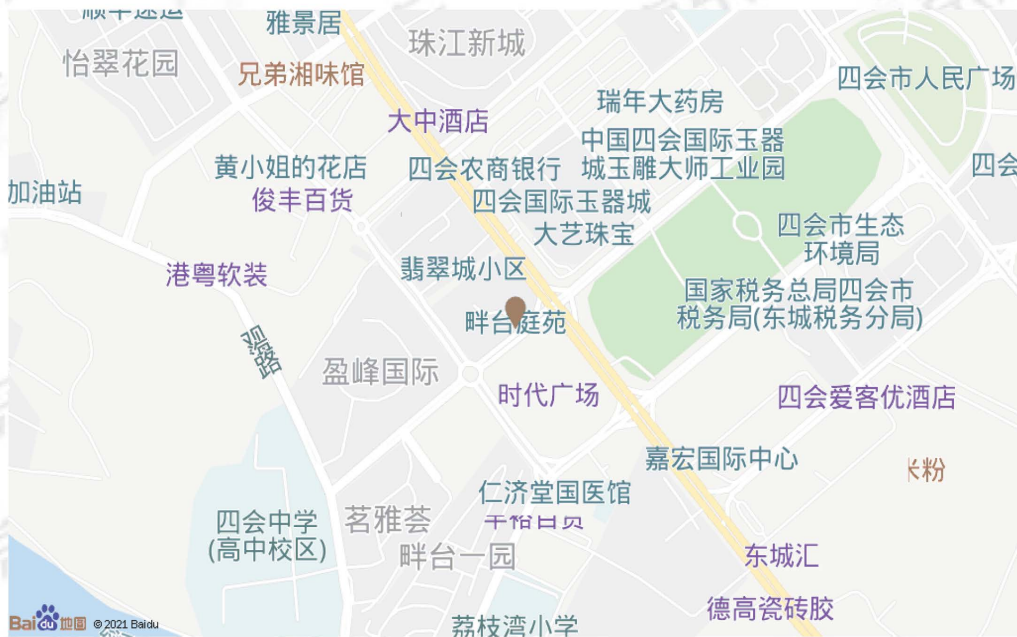 顺丰速运
雅景居
珠江新城
怡翠花园
兄弟湘味馆
四会市人民广场
瑞年大药房
大中酒店
中国四会国际玉器
城玉雕大师工业园
黄小姐的花店
四会农商银行
四会
加油站
俊丰百货
四会国际玉器城
大艺珠宝
四会市生态
环境局
港粤软装
翡翠城小区
国家税务总局四会市
税务局(东城税务分局)
畔台庭苑
盈峰国际
时代广场
四会爱客优酒店
嘉宏国际中心
米粉
仁济堂国医馆
四会中学
(高中校区)
茗雅荟
畔台一园
东城汇
德高瓷砖胶
荔枝湾小学
Bai du 地图 © 2021 Baidu